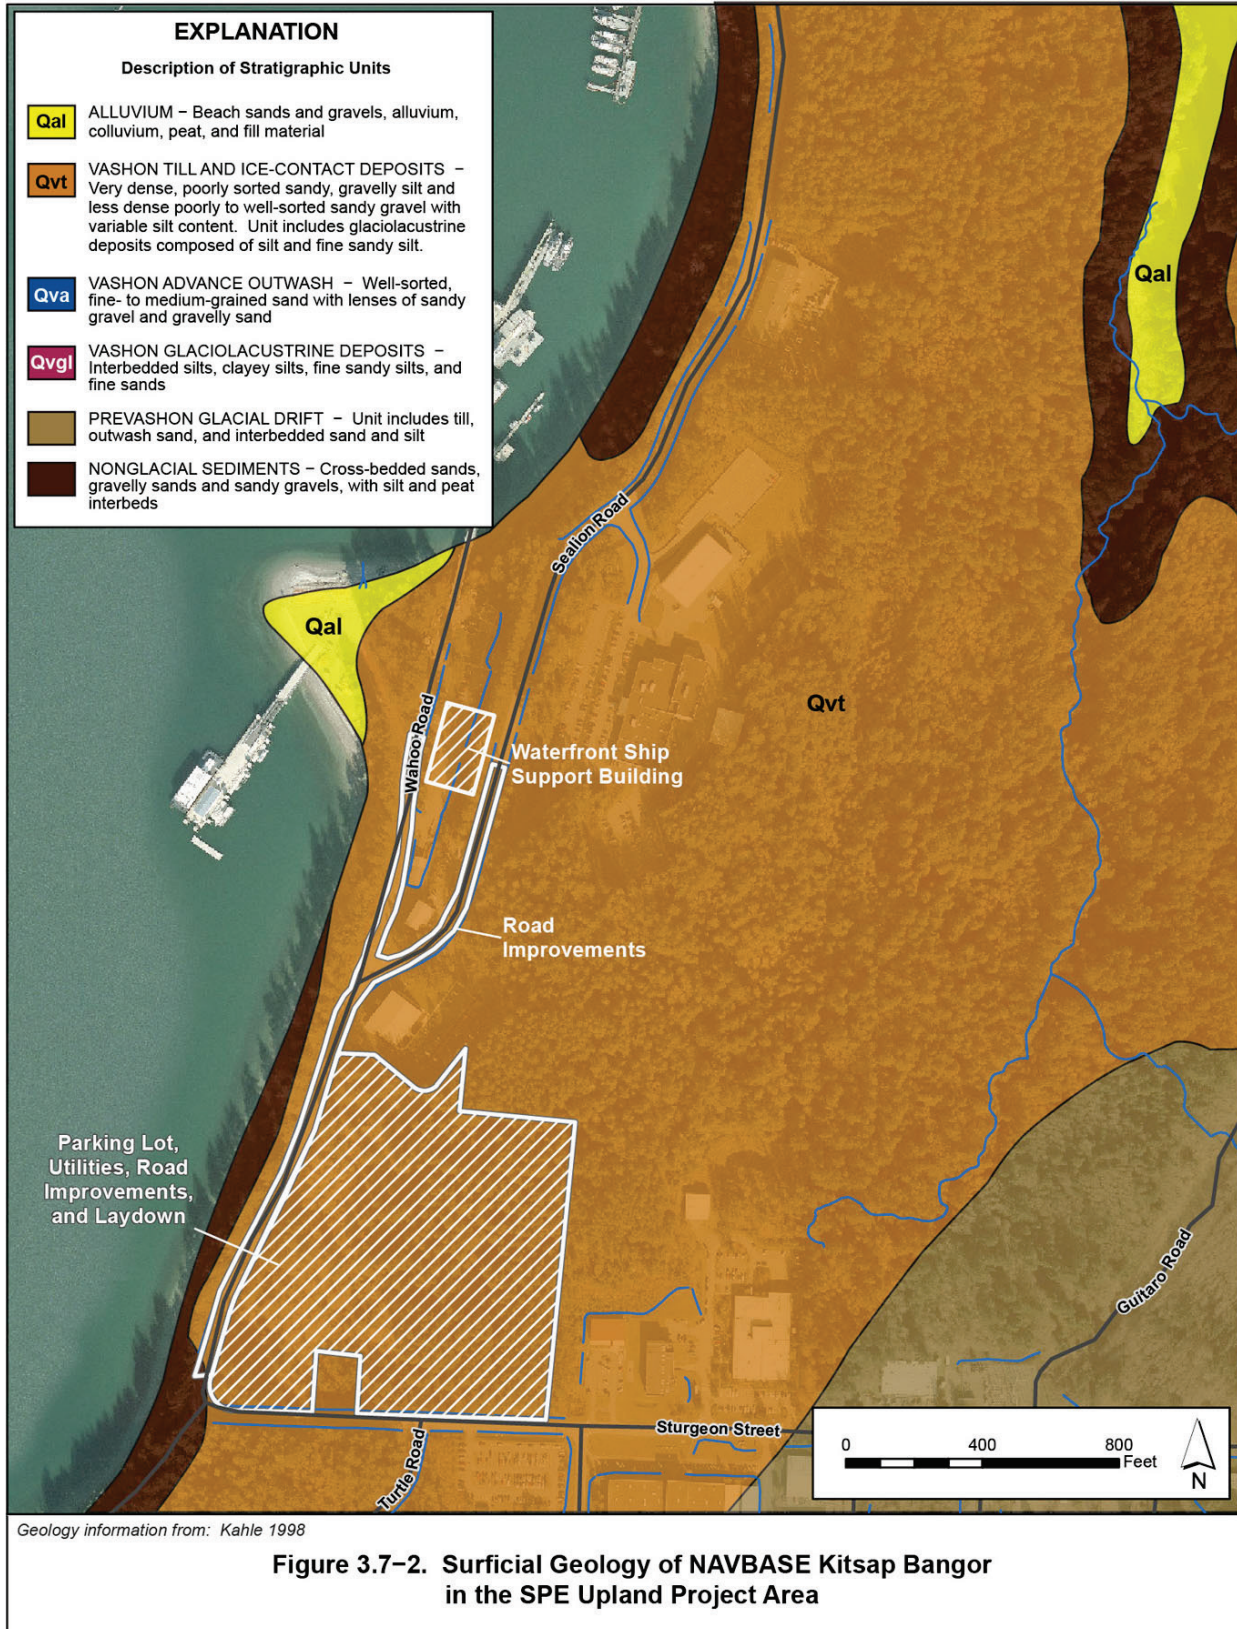 EXPLANATION
Description of Stratigraphic Units
Qal
ALLUVIUM − Beach sands and gravels, alluvium,
colluvium, peat, and fill material
Qvt
VASHON TILL AND ICE-CONTACT DEPOSITS −
Very dense, poorly sorted sandy, gravelly silt and
less dense poorly to well-sorted sandy gravel with
variable silt content. Unit includes glaciolacustrine
deposits composed of silt and fine sandy silt.
Qva
VASHON ADVANCE OUTWASH − Well-sorted,
fine- to medium-grained sand with lenses of sandy
gravel and gravelly sand
Qvgl
VASHON GLACIOLACUSTRINE DEPOSITS −
Interbedded silts, clayey silts, fine sandy silts, and
fine sands
PREVASHON GLACIAL DRIFT − Unit includes till,
outwash sand, and interbedded sand and silt
NONGLACIAL SEDIMENTS − Cross-bedded sands,
gravelly sands and sandy gravels, with silt and peat
interbeds
Qal
Sealion Road
Qal
Qvt
Wahoo Road
Waterfront Ship
Support Building
Road
Improvements
Parking Lot,
Utilities, Road
Improvements,
and Laydown
Guitaro Road
Sturgeon Street
Turtle Road
0 400 800
Feet
N
Geology information from: Kahle 1998
Figure 3.7−2. Surficial Geology of NAVBASE Kitsap Bangor
in the SPE Upland Project Area